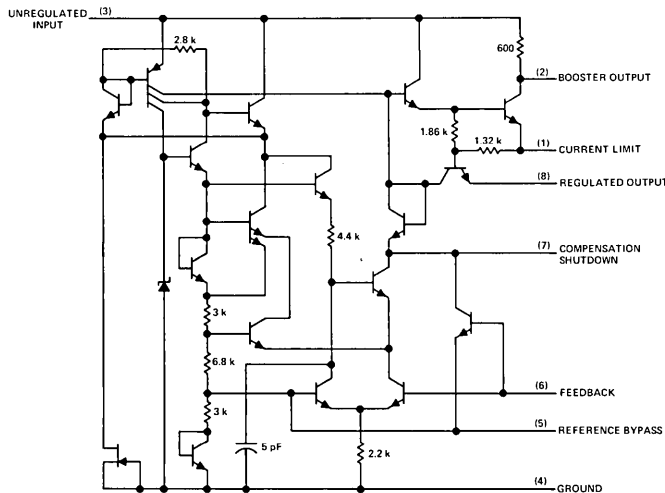 UNREGULATED
INPUT
(3)
2.8 k
600
(2) BOOSTER OUTPUT
1.86 k
1.32 k
(1) CURRENT LIMIT
(8) REGULATED OUTPUT
4.4 k
(7) COMPENSATION
SHUTDOWN
3 k
6.8 k
(6) FEEDBACK
3 k
(5) REFERENCE BYPASS
5 pF
2.2 k
(4) GROUND